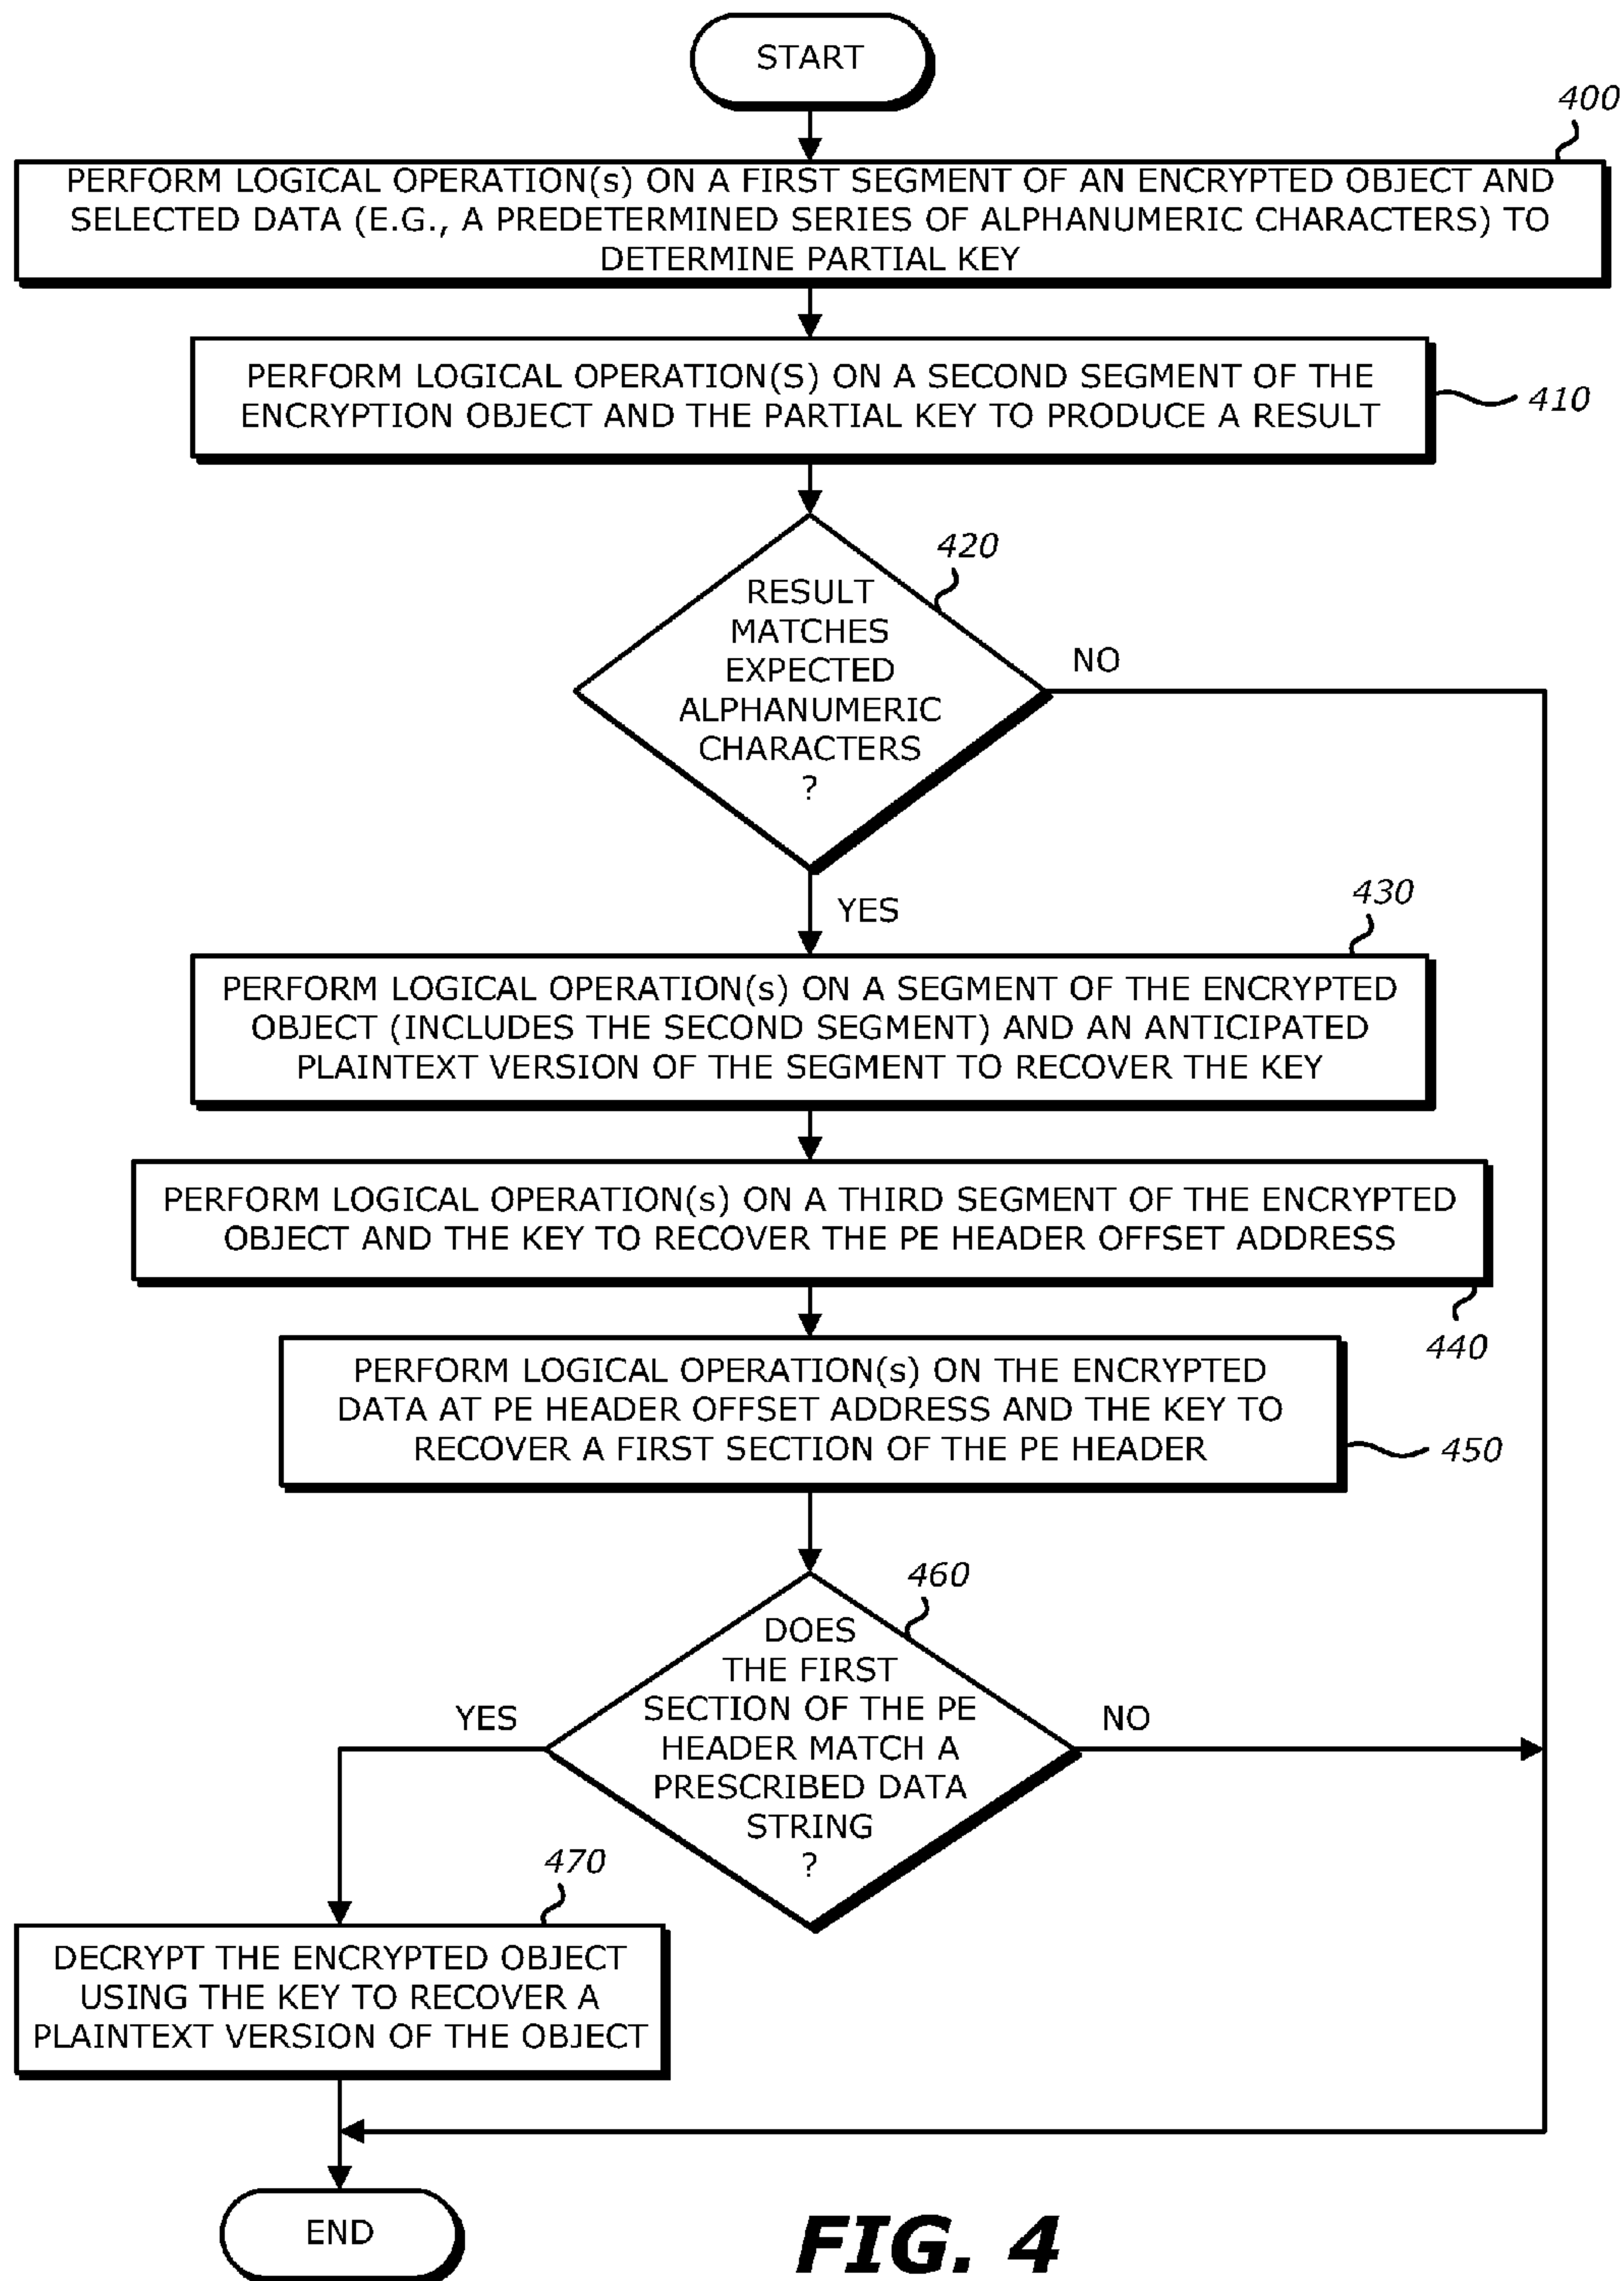 START
400
PERFORM LOGICAL OPERATION(s) ON A FIRST SEGMENT OF AN ENCRYPTED OBJECT AND
SELECTED DATA (E.G., A PREDETERMINED SERIES OF ALPHANUMERIC CHARACTERS) TO
DETERMINE PARTIAL KEY
PERFORM LOGICAL OPERATION(S) ON A SECOND SEGMENT OF THE
ENCRYPTION OBJECT AND THE PARTIAL KEY TO PRODUCE A RESULT
410
420
RESULT
MATCHES
EXPECTED
ALPHANUMERIC
CHARACTERS
?
NO
YES
430
PERFORM LOGICAL OPERATION(s) ON A SEGMENT OF THE ENCRYPTED
OBJECT (INCLUDES THE SECOND SEGMENT) AND AN ANTICIPATED
PLAINTEXT VERSION OF THE SEGMENT TO RECOVER THE KEY
PERFORM LOGICAL OPERATION(s) ON A THIRD SEGMENT OF THE ENCRYPTED
OBJECT AND THE KEY TO RECOVER THE PE HEADER OFFSET ADDRESS
440
PERFORM LOGICAL OPERATION(s) ON THE ENCRYPTED
DATA AT PE HEADER OFFSET ADDRESS AND THE KEY TO
RECOVER A FIRST SECTION OF THE PE HEADER
450
460
DOES
THE FIRST
SECTION OF THE PE
HEADER MATCH A
PRESCRIBED DATA
STRING
?
YES
NO
470
DECRYPT THE ENCRYPTED OBJECT
USING THE KEY TO RECOVER A
PLAINTEXT VERSION OF THE OBJECT
END
FIG. 4